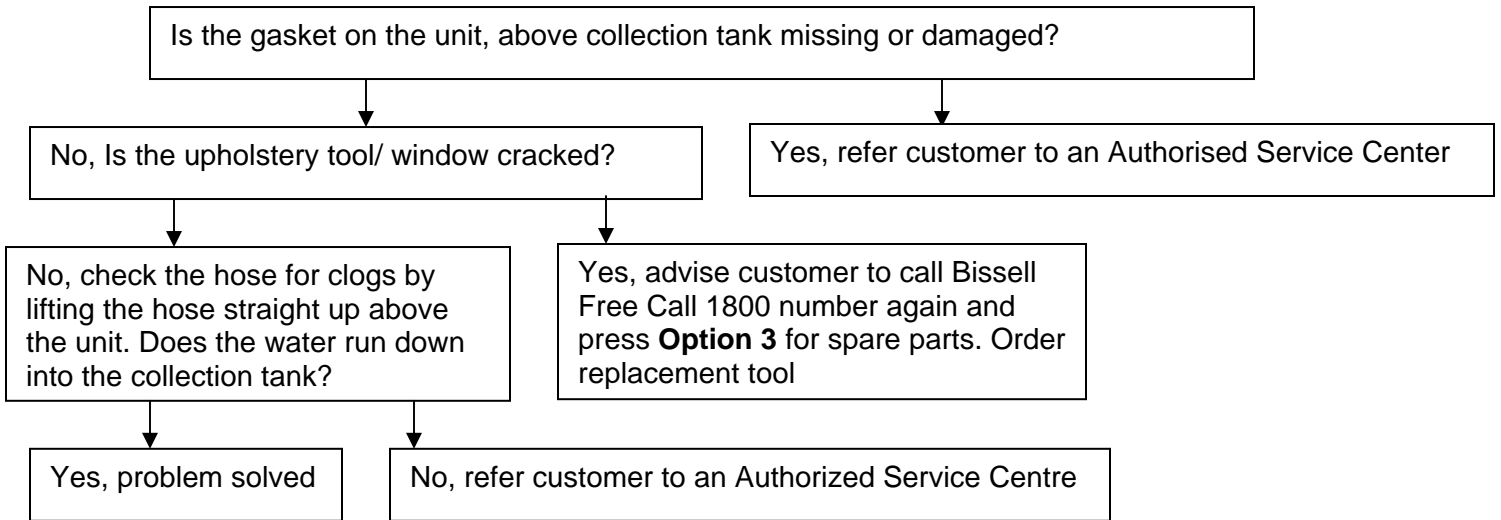 Is the gasket on the unit, above collection tank missing or damaged?
No, Is the upholstery tool/ window cracked?
Yes, refer customer to an Authorised Service Center
No, check the hose for clogs by
lifting the hose straight up above
the unit. Does the water run down
into the collection tank?
Yes, advise customer to call Bissell
Free Call 1800 number again and
press Option 3 for spare parts. Order
replacement tool
Yes, problem solved
No, refer customer to an Authorized Service Centre